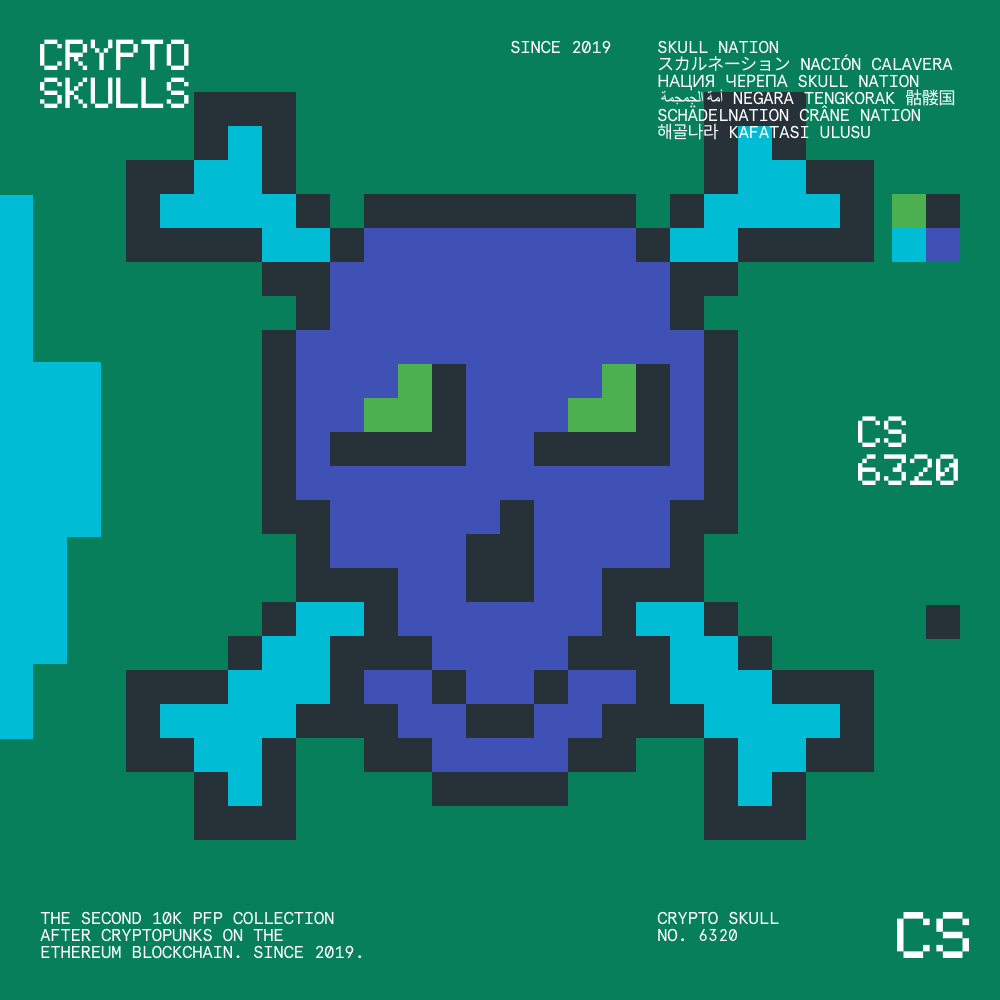 CRYPTO
SKULLS
SINCE 2019
SKULL NATION
スカルネーション NACIÓN CALAVERA
НАЦИЯ ЧЕРЕПА SKULL NATION
أمة الجمجمة NEGARA TENGKORAK 骷髅国
SCHÄDELNATION CRÂNE NATION
해골나라 KAFATASI ULUSU
CS
6320
THE SECOND 10K PFP COLLECTION
AFTER CRYPTOPUNKS ON THE
ETHEREUM BLOCKCHAIN. SINCE 2019.
CRYPTO SKULL
NO. 6320
CS